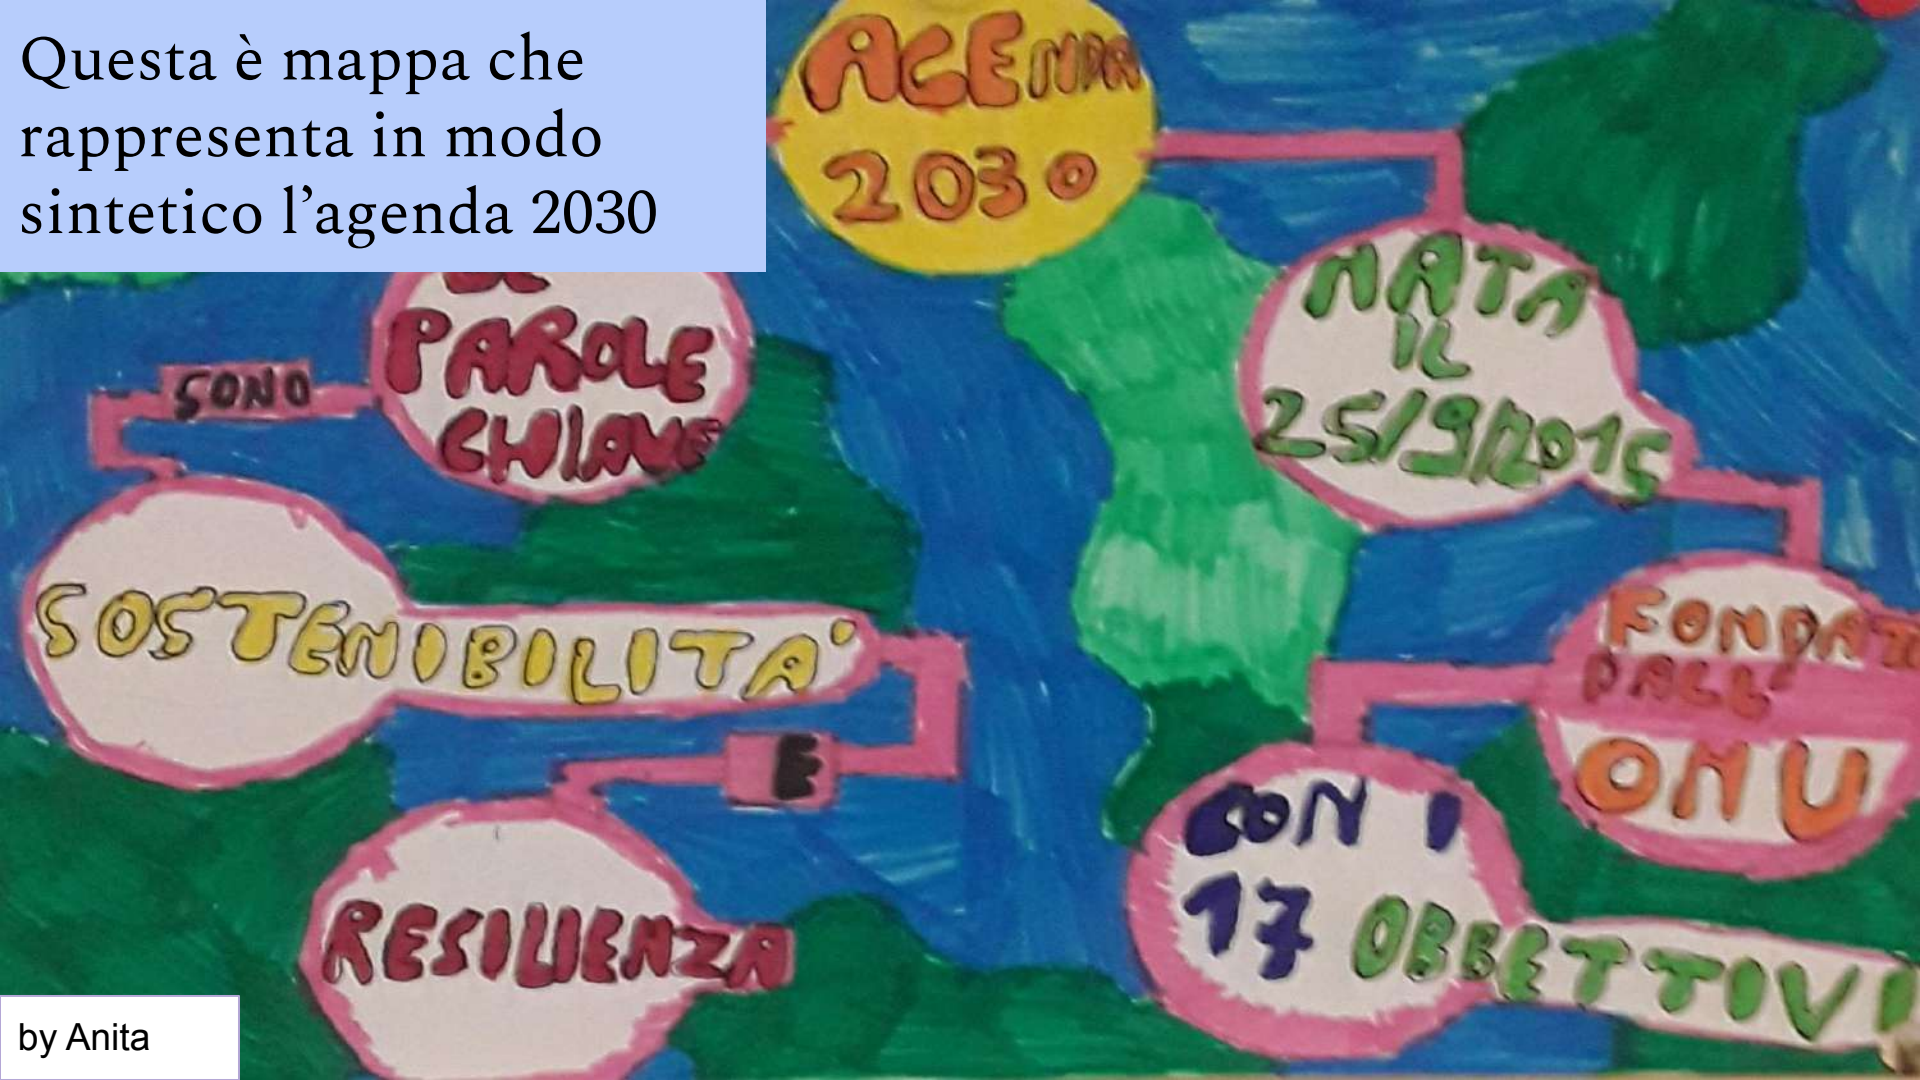 Questa è mappa che
rappresenta in modo
sintetico l’agenda 2030
AGENDA
2030
PAROLE
CHIAVE
SONO
SOSTENIBILITA'
E
RESILIENZA
NATA
IL
25/9/2015
FONDAT
DALL'
ONU
CON I
17 OBBETTIVI
by Anita